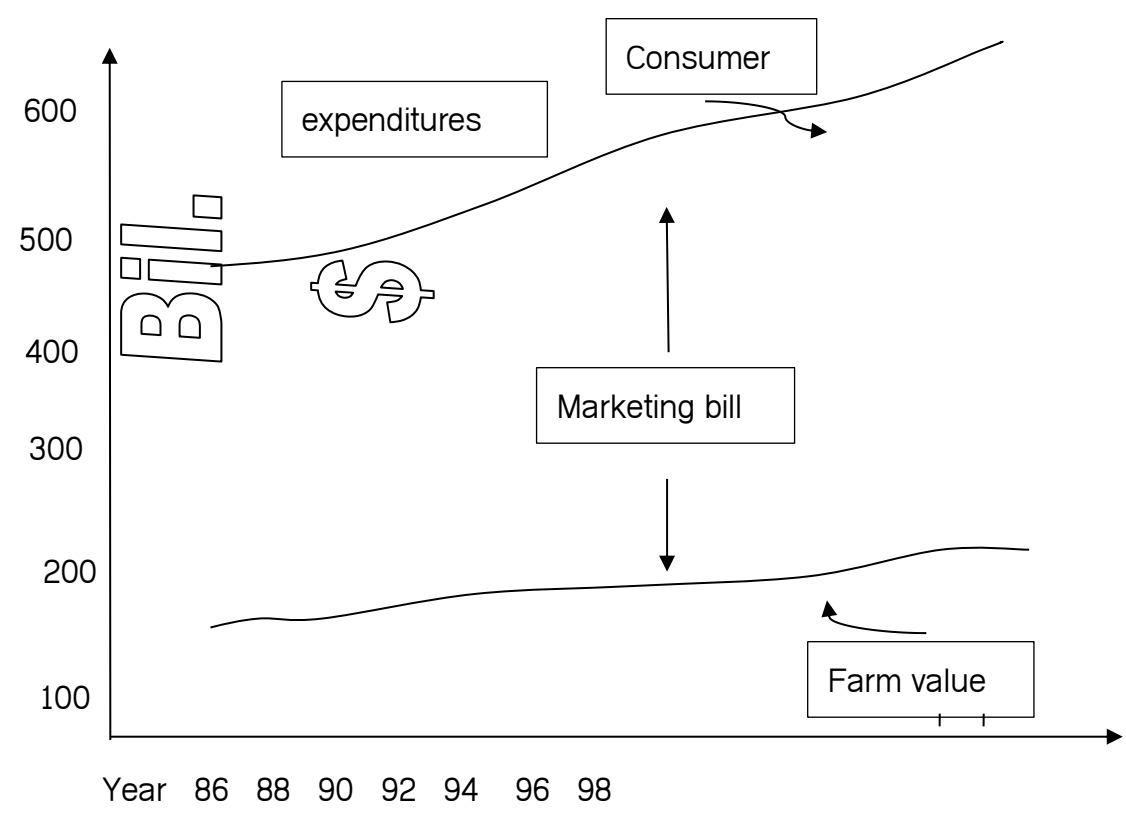 Consumer
600
expenditures
500
Bill.
$
400
Marketing bill
300
200
Farm value
100
Year 86 88 90 92 94 96 98